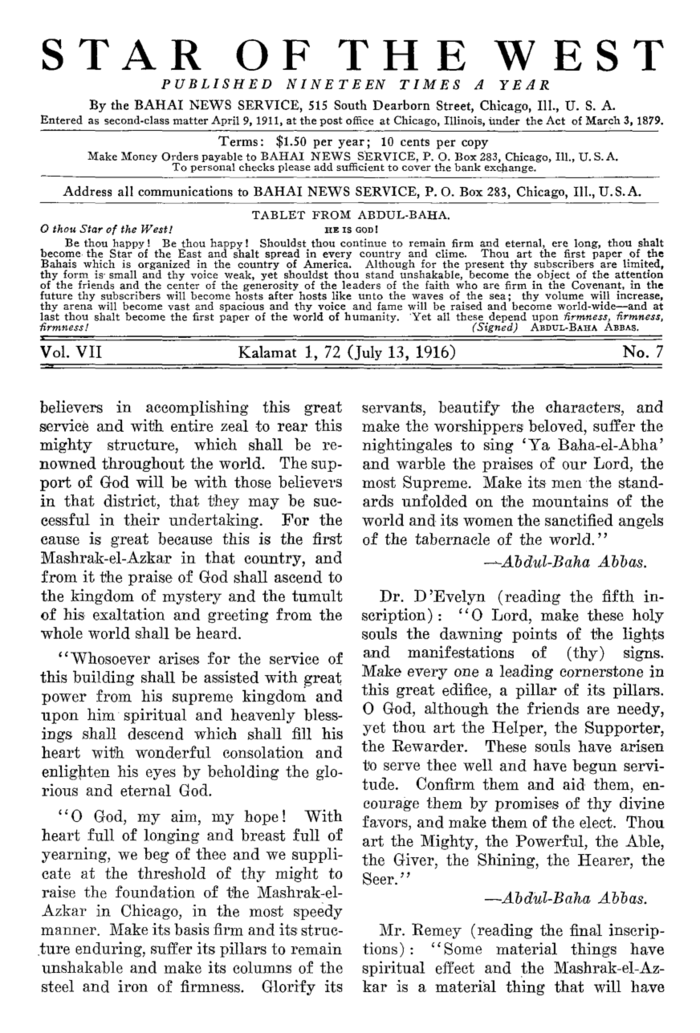 STAR OF THE WEST
PUBLISHED NINETEEN TIMES A YEAR
By the BAHAI NEWS SERVICE, 515 South Dearborn Street, Chicago, Ill., U. S. A.
Entered as second-class matter April 9, 1911, at the post office at Chicago, Illinois, under the Act of March 3, 1879.
Terms: $1.50 per year; 10 cents per copy
Make Money Orders payable to BAHAI NEWS SERVICE, P. O. Box 283, Chicago, Ill., U. S. A.
To personal checks please add sufficient to cover the bank exchange.
Address all communications to BAHAI NEWS SERVICE, P. O. Box 283, Chicago, Ill., U. S. A.
TABLET FROM ABDUL-BAHA.
O thou Star of the West! HE IS GOD!
Be thou happy! Be thou happy! Shouldst thou continue to remain firm and eternal, ere long, thou shalt
become the Star of the East and shalt spread in every country and clime. Thou art the first paper of the
Bahais which is organized in the country of America. Although for the present thy subscribers are limited,
thy form is small and thy voice weak, yet shouldst thou stand unshakable, become the object of the attention
of the friends and the center of the generosity of the leaders of the faith who are firm in the Covenant, in the
future thy subscribers will become hosts after hosts like unto the waves of the sea; thy volume will increase,
thy arena will become vast and spacious and thy voice and fame will be raised and become world-wide—and at
last thou shalt become the first paper of the world of humanity. Yet all these depend upon firmness, firmness,
firmness! (Signed) ABDUL-BAHA ABBAS.
Vol. VII Kalamat 1, 72 (July 13, 1916) No. 7
believers in accomplishing this great
service and with entire zeal to rear this
mighty structure, which shall be re-
nowned throughout the world. The sup-
port of God will be with those believers
in that district, that they may be suc-
cessful in their undertaking. For the
cause is great because this is the first
Mashrak-el-Azkar in that country, and
from it the praise of God shall ascend to
the kingdom of mystery and the tumult
of his exaltation and greeting from the
whole world shall be heard.
"Whosoever arises for the service of
this building shall be assisted with great
power from his supreme kingdom and
upon him spiritual and heavenly bless-
ings shall descend which shall fill his
heart with wonderful consolation and
enlighten his eyes by beholding the glo-
rious and eternal God.
"O God, my aim, my hope! With
heart full of longing and breast full of
yearning, we beg of thee and we suppli-
cate at the threshold of thy might to
raise the foundation of the Mashrak-el-
Azkar in Chicago, in the most speedy
manner. Make its basis firm and its struc-
ture enduring, suffer its pillars to remain
unshakable and make its columns of the
steel and iron of firmness. Glorify its
servants, beautify the characters, and
make the worshippers beloved, suffer the
nightingales to sing 'Ya Baha-el-Abha'
and warble the praises of our Lord, the
most Supreme. Make its men the stand-
ards unfolded on the mountains of the
world and its women the sanctified angels
of the tabernacle of the world."
—Abdul-Baha Abbas.
Dr. D'Evelyn (reading the fifth in-
scription): "O Lord, make these holy
souls the dawning points of the lights
and manifestations of (thy) signs.
Make every one a leading cornerstone in
this great edifice, a pillar of its pillars.
O God, although the friends are needy,
yet thou art the Helper, the Supporter,
the Rewarder. These souls have arisen
to serve thee well and have begun servi-
tude. Confirm them and aid them, en-
courage them by promises of thy divine
favors, and make them of the elect. Thou
art the Mighty, the Powerful, the Able,
the Giver, the Shining, the Hearer, the
Seer."
—Abdul-Baha Abbas.
Mr. Remey (reading the final inscrip-
tions): "Some material things have
spiritual effect and the Mashrak-el-Az-
kar is a material thing that will have